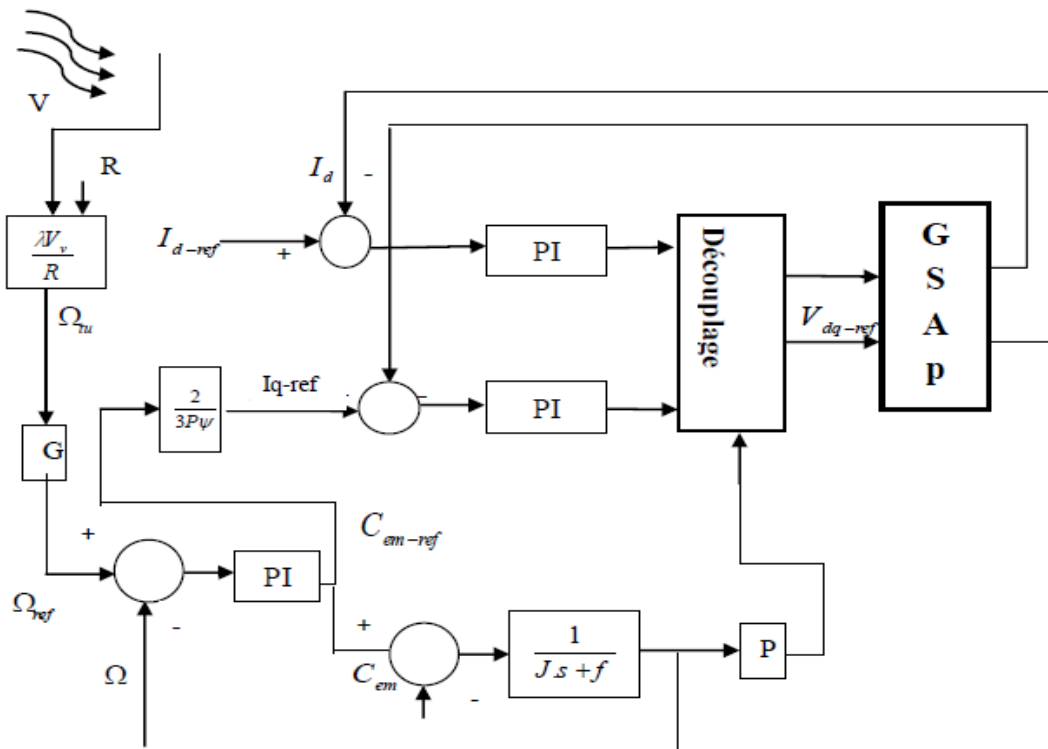 V
R
λV_v
R
Ω_tu
G
+
Ω_ref
-
Ω
I_d
-
I_d-ref
+
PI
2
3Pψ
Iq-ref
-
PI
Découplage
V_dq-ref
G
S
A
p
C_em-ref
PI
+
C_em
-
1
J.s+f
P